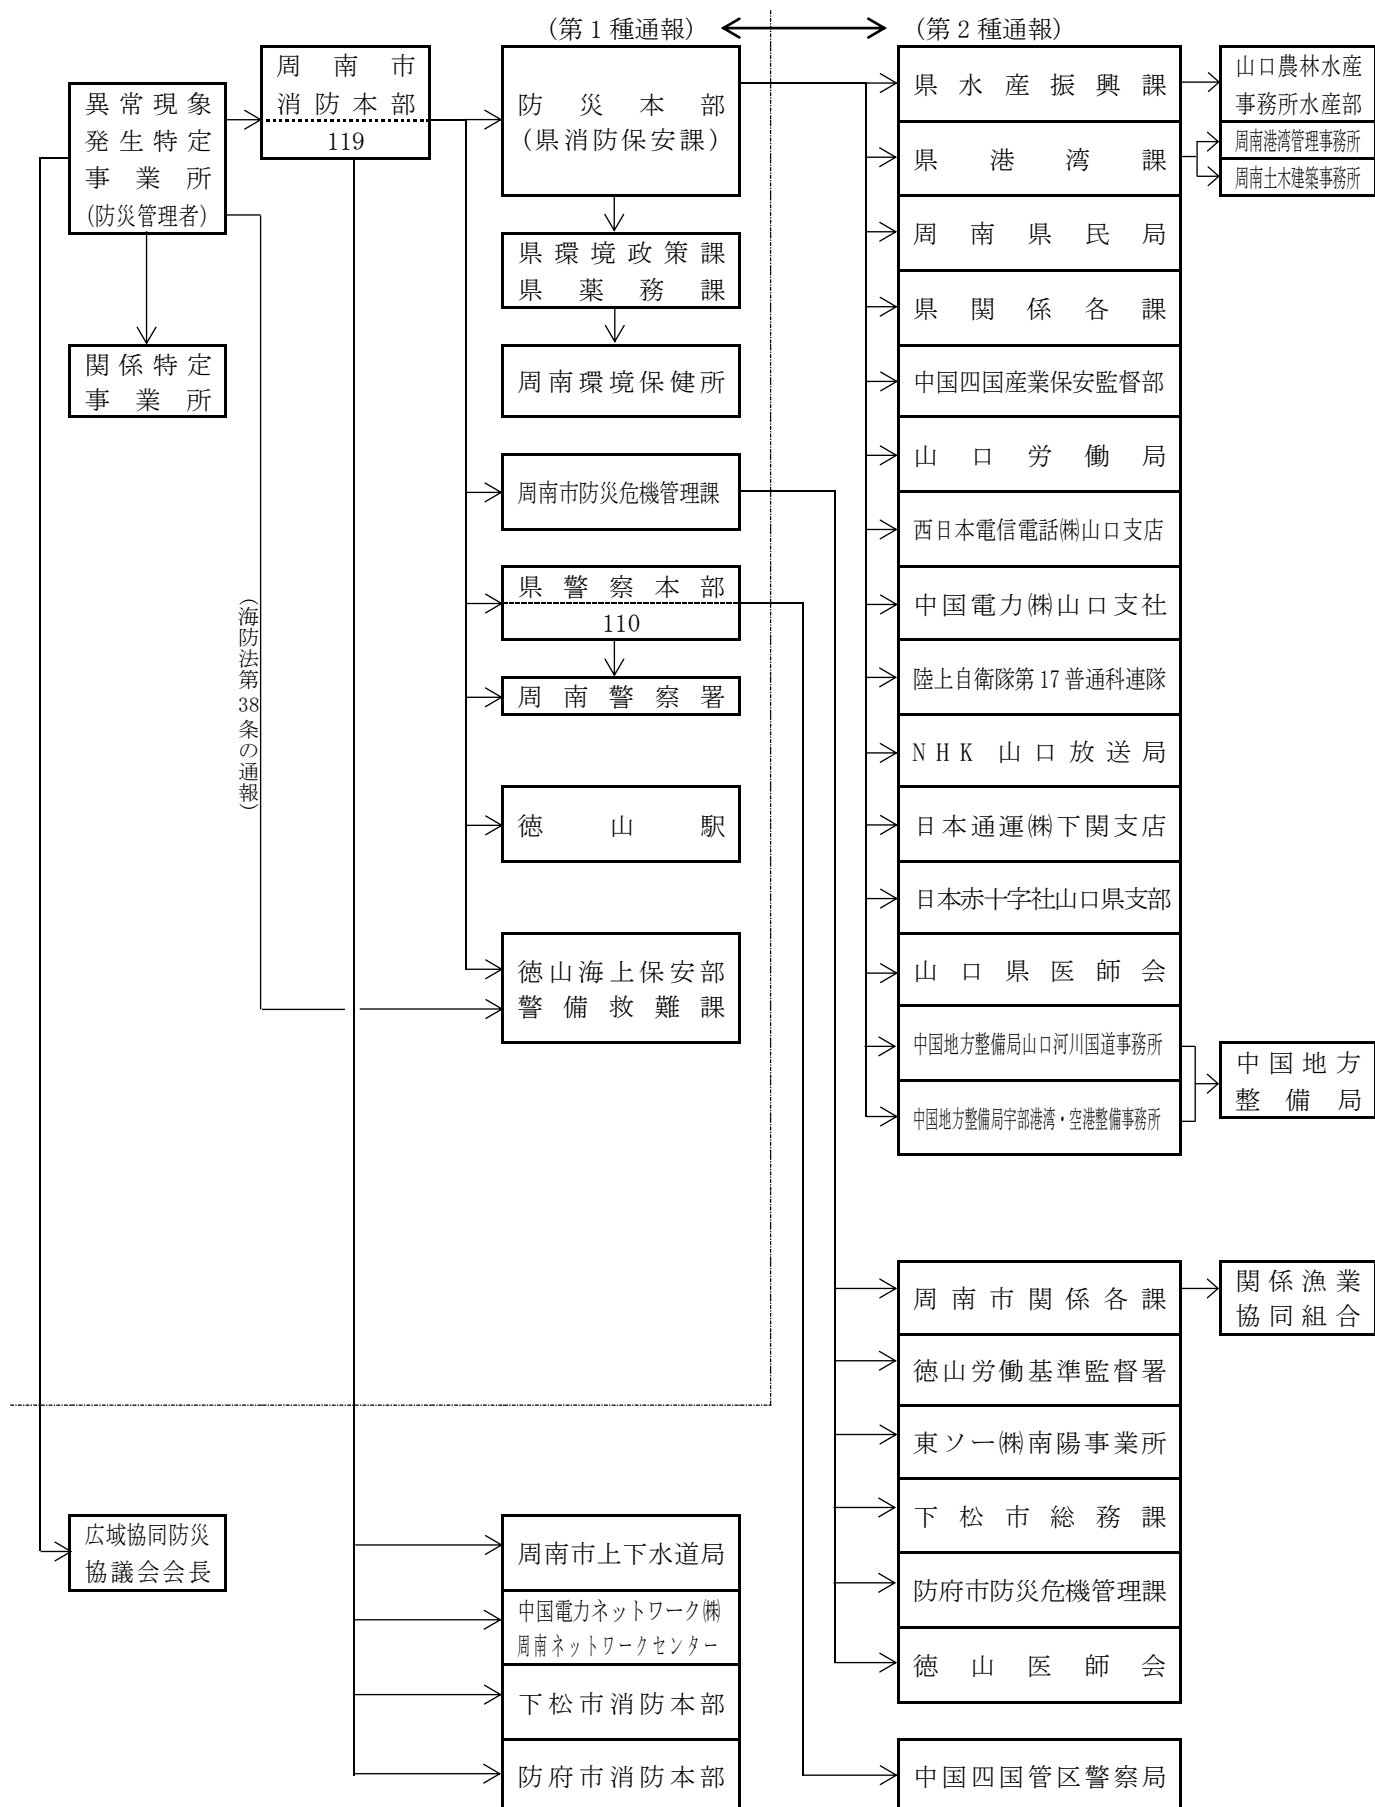 (第1種通報)
(第2種通報)
異常現象
発生特定
事業所
(防災管理者)
周南市
消防本部
119
関係特定
事業所
(海防法第38条の通報)
広域協同防災
協議会会長
防災本部
(県消防保安課)
県環境政策課
県薬務課
周南環境保健所
周南市防災危機管理課
県警察本部
110
周南警察署
徳山駅
徳山海上保安部
警備救難課
周南市上下水道局
中国電力ネットワーク㈱
周南ネットワークセンター
下松市消防本部
防府市消防本部
県水産振興課
県港湾課
周南県民局
県関係各課
中国四国産業保安監督部
山口労働局
西日本電信電話㈱山口支店
中国電力㈱山口支社
陸上自衛隊第17普通科連隊
NHK山口放送局
日本通運㈱下関支店
日本赤十字社山口県支部
山口県医師会
中国地方整備局山口河川国道事務所
中国地方整備局宇部港湾・空港整備事務所
周南市関係各課
徳山労働基準監督署
東ソー㈱南陽事業所
下松市総務課
防府市防災危機管理課
徳山医師会
中国四国管区警察局
山口農林水産
事務所水産部
周南港湾管理事務所
周南土木建築事務所
中国地方
整備局
関係漁業
協同組合